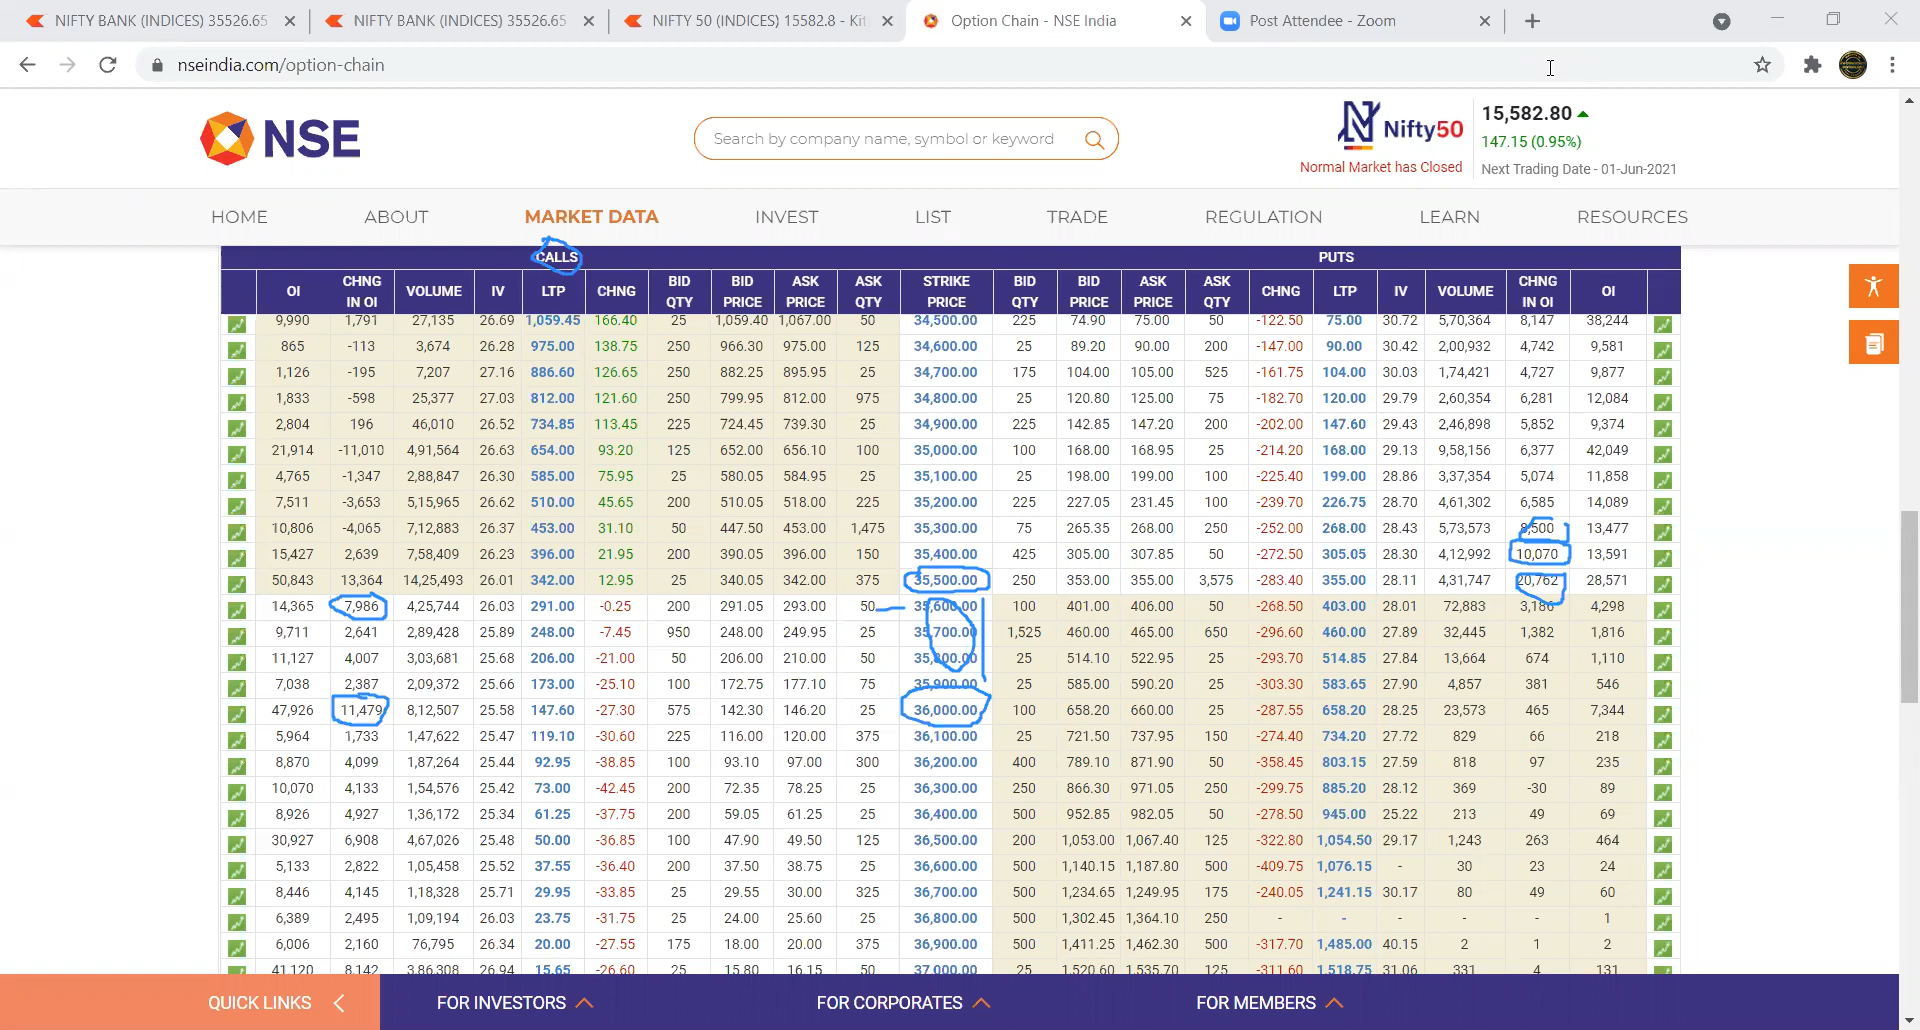 NIFTY BANK (INDICES) 35526.65
NIFTY BANK (INDICES) 35526.65
NIFTY 50 (INDICES) 15582.8 - Kit
Option Chain - NSE India
Post Attendee - Zoom
nseindia.com/option-chain
NSE
Search by company name, symbol or keyword
Nifty50
15,582.80
147.15 (0.95%)
Normal Market has Closed
Next Trading Date - 01-Jun-2021
HOME ABOUT MARKET DATA INVEST LIST TRADE REGULATION LEARN RESOURCES
CALLS PUTS
OI CHNG IN OI VOLUME IV LTP CHNG BID QTY BID PRICE ASK PRICE ASK QTY STRIKE PRICE BID QTY BID PRICE ASK PRICE ASK QTY CHNG LTP IV VOLUME CHNG IN OI OI
9,990 1,791 27,135 26.69 1,059.45 166.40 25 1,059.40 1,067.00 50 34,500.00 225 74.90 75.00 50 -122.50 75.00 30.72 5,70,364 8,147 38,244
865 -113 3,674 26.28 975.00 138.75 250 966.30 975.00 125 34,600.00 25 89.20 90.00 200 -147.00 90.00 30.42 2,00,932 4,742 9,581
1,126 -195 7,207 27.16 886.60 126.65 250 882.25 895.95 25 34,700.00 175 104.00 105.00 525 -161.75 104.00 30.03 1,74,421 4,727 9,877
1,833 -598 25,377 27.03 812.00 121.60 250 799.95 812.00 975 34,800.00 25 120.80 125.00 75 -182.70 120.00 29.79 2,60,354 6,281 12,084
2,804 196 46,010 26.52 734.85 113.45 225 724.45 739.30 25 34,900.00 225 142.85 147.20 200 -202.00 147.60 29.43 2,46,898 5,852 9,374
21,914 -11,010 4,91,564 26.63 654.00 93.20 125 652.00 656.10 100 35,000.00 100 168.00 168.95 25 -214.20 168.00 29.13 9,58,156 6,377 42,049
4,765 -1,347 2,88,847 26.30 585.00 75.95 25 580.05 584.95 25 35,100.00 25 198.00 199.00 100 -225.40 199.00 28.86 3,37,354 5,074 11,858
7,511 -3,653 5,15,965 26.62 510.00 45.65 200 510.05 518.00 225 35,200.00 225 227.05 231.45 100 -239.70 226.75 28.70 4,61,302 6,585 14,089
10,806 -4,065 7,12,883 26.37 453.00 31.10 50 447.50 453.00 1,475 35,300.00 75 265.35 268.00 250 -252.00 268.00 28.43 5,73,573 8,500 13,477
15,427 2,639 7,58,409 26.23 396.00 21.95 200 390.05 396.00 150 35,400.00 425 305.00 307.85 50 -272.50 305.05 28.30 4,12,992 10,070 13,591
50,843 13,364 14,25,493 26.01 342.00 12.95 25 340.05 342.00 375 35,500.00 250 353.00 355.00 3,575 -283.40 355.00 28.11 4,31,747 20,762 28,571
14,365 7,986 4,25,744 26.03 291.00 -0.25 200 291.05 293.00 50 35,600.00 100 401.00 406.00 50 -268.50 403.00 28.01 72,883 3,186 4,298
9,711 2,641 2,89,428 25.89 248.00 -7.45 950 248.00 249.95 25 35,700.00 1,525 460.00 465.00 650 -296.60 460.00 27.89 32,445 1,382 1,816
11,127 4,007 3,03,681 25.68 206.00 -21.00 50 206.00 210.00 50 35,800.00 25 514.10 522.95 25 -293.70 514.85 27.84 13,664 674 1,110
7,038 2,387 2,09,372 25.66 173.00 -25.10 100 172.75 177.10 75 35,900.00 25 585.00 590.20 25 -303.30 583.65 27.90 4,857 381 546
47,926 11,479 8,12,507 25.58 147.60 -27.30 575 142.30 146.20 25 36,000.00 100 658.20 660.00 25 -287.55 658.20 28.25 23,573 465 7,344
5,964 1,733 1,47,622 25.47 119.10 -30.60 225 116.00 120.00 375 36,100.00 25 721.50 737.95 150 -274.40 734.20 27.72 829 66 218
8,870 4,099 1,87,264 25.44 92.95 -38.85 100 93.10 97.00 300 36,200.00 400 789.10 871.90 50 -358.45 803.15 27.59 818 97 235
10,070 4,133 1,54,576 25.42 73.00 -42.45 200 72.35 78.25 25 36,300.00 250 866.30 971.05 250 -299.75 885.20 28.12 369 -30 89
8,926 4,927 1,36,172 25.34 61.25 -37.75 200 59.05 61.25 25 36,400.00 500 952.85 982.05 50 -278.50 945.00 25.22 213 49 69
30,927 6,908 4,67,026 25.48 50.00 -36.85 100 47.90 49.50 125 36,500.00 200 1,053.00 1,067.40 125 -322.80 1,054.50 29.17 1,243 263 464
5,133 2,822 1,05,458 25.52 37.55 -36.40 200 37.50 38.75 25 36,600.00 500 1,140.15 1,187.80 500 -409.75 1,076.15 - 30 23 24
8,446 4,145 1,18,328 25.71 29.95 -33.85 25 29.55 30.00 325 36,700.00 500 1,234.65 1,249.95 175 -240.05 1,241.15 30.17 80 49 60
6,389 2,495 1,09,194 26.03 23.75 -31.75 25 24.00 25.60 25 36,800.00 500 1,302.45 1,364.10 250 - - - - - 1
6,006 2,160 76,795 26.34 20.00 -27.55 175 18.00 20.00 375 36,900.00 500 1,411.25 1,462.30 500 -317.70 1,485.00 40.15 2 1 2
41,120 8,142 3,86,308 26.94 15.65 -26.60 25 15.80 16.15 50 37,000.00 25 1,520.60 1,535.70 125 -311.60 1,518.75 31.06 331 4 131
QUICK LINKS FOR INVESTORS FOR CORPORATES FOR MEMBERS